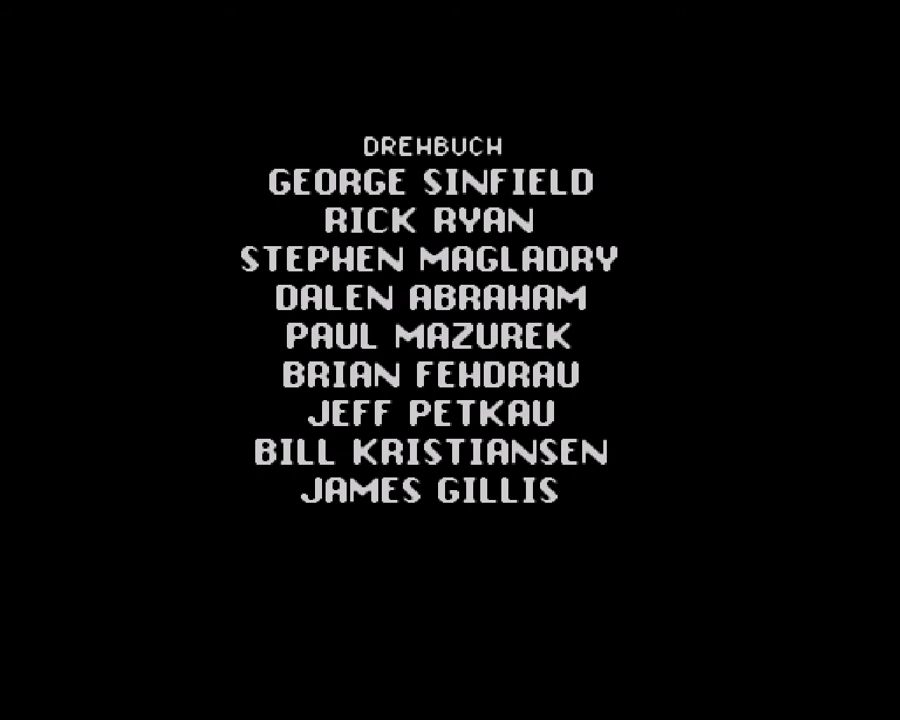 DREHBUCH
GEORGE SINFIELD
RICK RYAN
STEPHEN MAGLADRY
DALEN ABRAHAM
PAUL MAZUREK
BRIAN FEHDRAU
JEFF PETKAU
BILL KRISTIANSEN
JAMES GILLIS